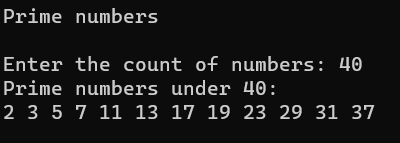 Prime numbers
Enter the count of numbers: 40
Prime numbers under 40:
2 3 5 7 11 13 17 19 23 29 31 37